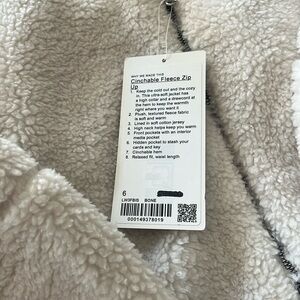 WHY WE MADE THIS
Cinchable Fleece Zip
Up
1. Keep the cold out and the cozy
in. This ultra-soft jacket has
a high collar and a drawcord at
the hem to keep the warmth
right where you want it
2. Plush, textured fleece fabric
is soft and warm
3. Lined in soft cotton jersey
4. High neck helps keep you warm
5. Front pockets with an interior
media pocket
6. Hidden pocket to stash your
cards and key
7. Cinchable hem
8. Relaxed fit, waist length
6
LW3FBIS BONE
000149378019